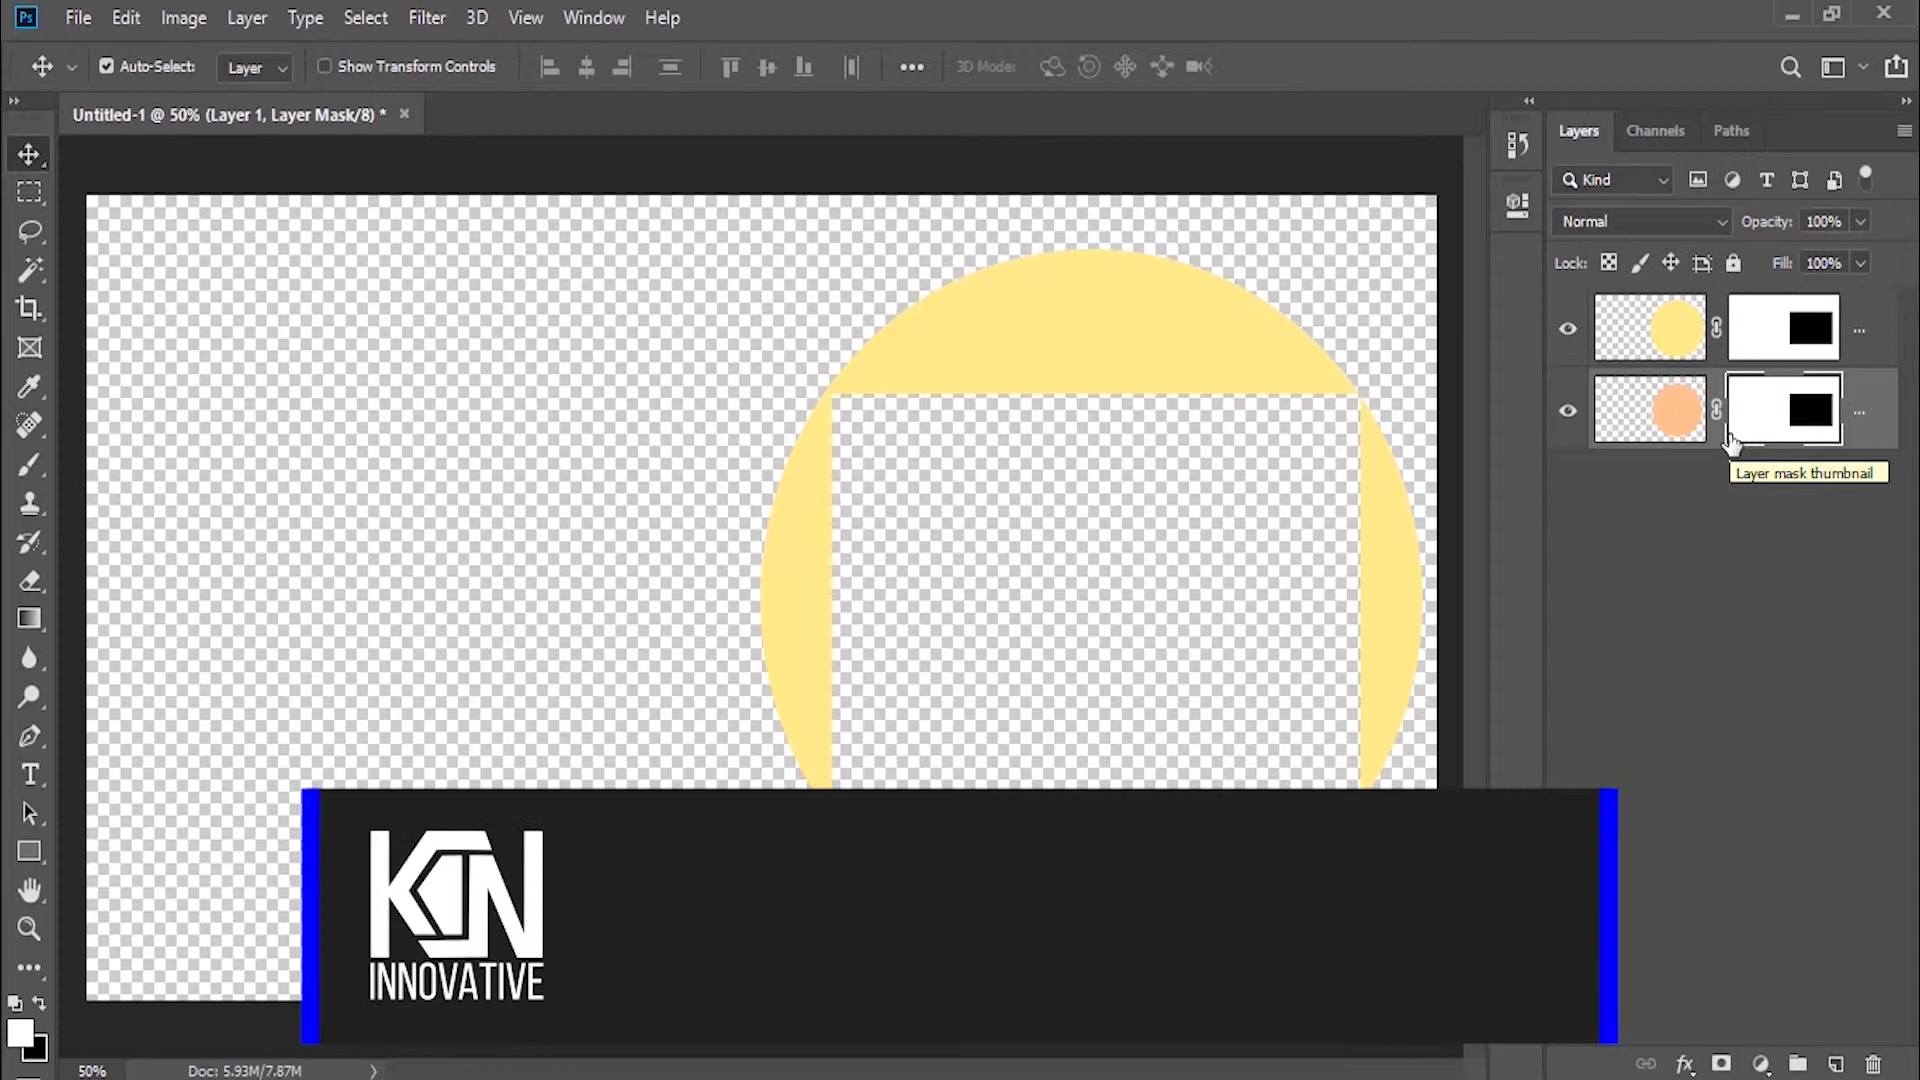 Ps File Edit Image Layer Type Select Filter 3D View Window Help
Auto-Select: Layer Show Transform Controls 3D Mode:
Untitled-1 @ 50% (Layer 1, Layer Mask/8) *
Layers Channels Paths
Kind
Normal Opacity: 100%
Lock: Fill: 100%
Layer mask thumbnail
KN
INNOVATIVE
50% Doc: 5.93M/7.87M